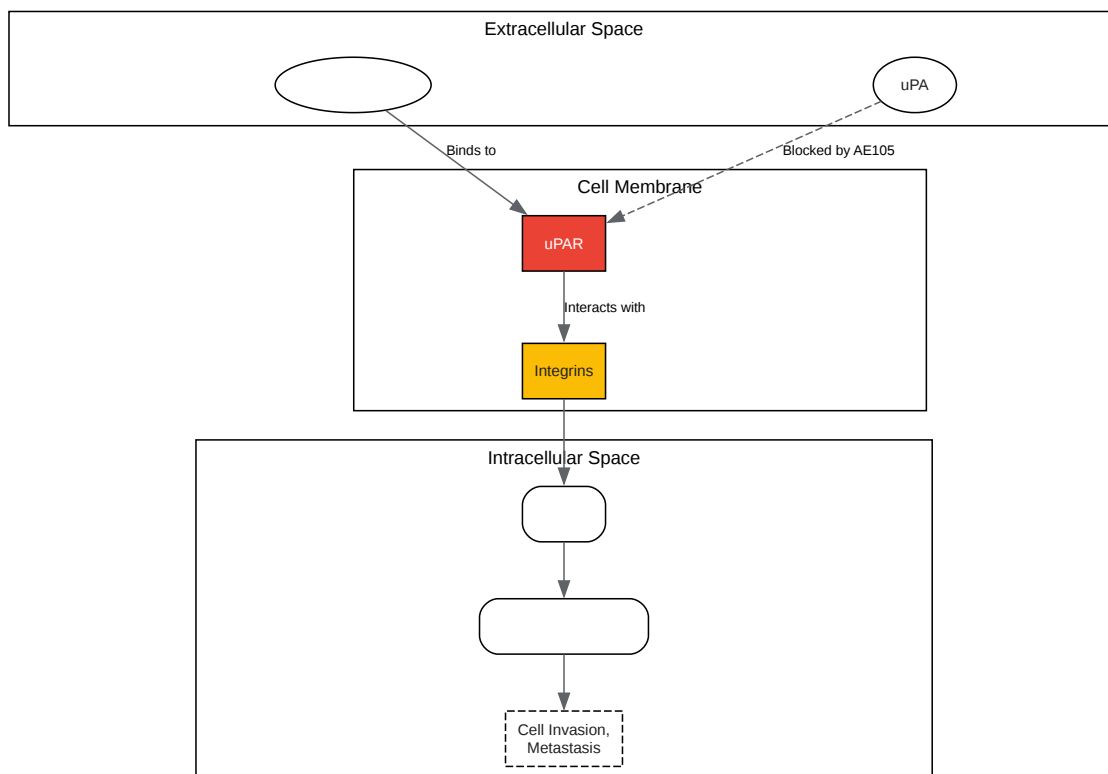 Extracellular Space
uPA
Binds to
Blocked by AE105
Cell Membrane
uPAR
Interacts with
Integrins
Intracellular Space
Cell Invasion,
Metastasis